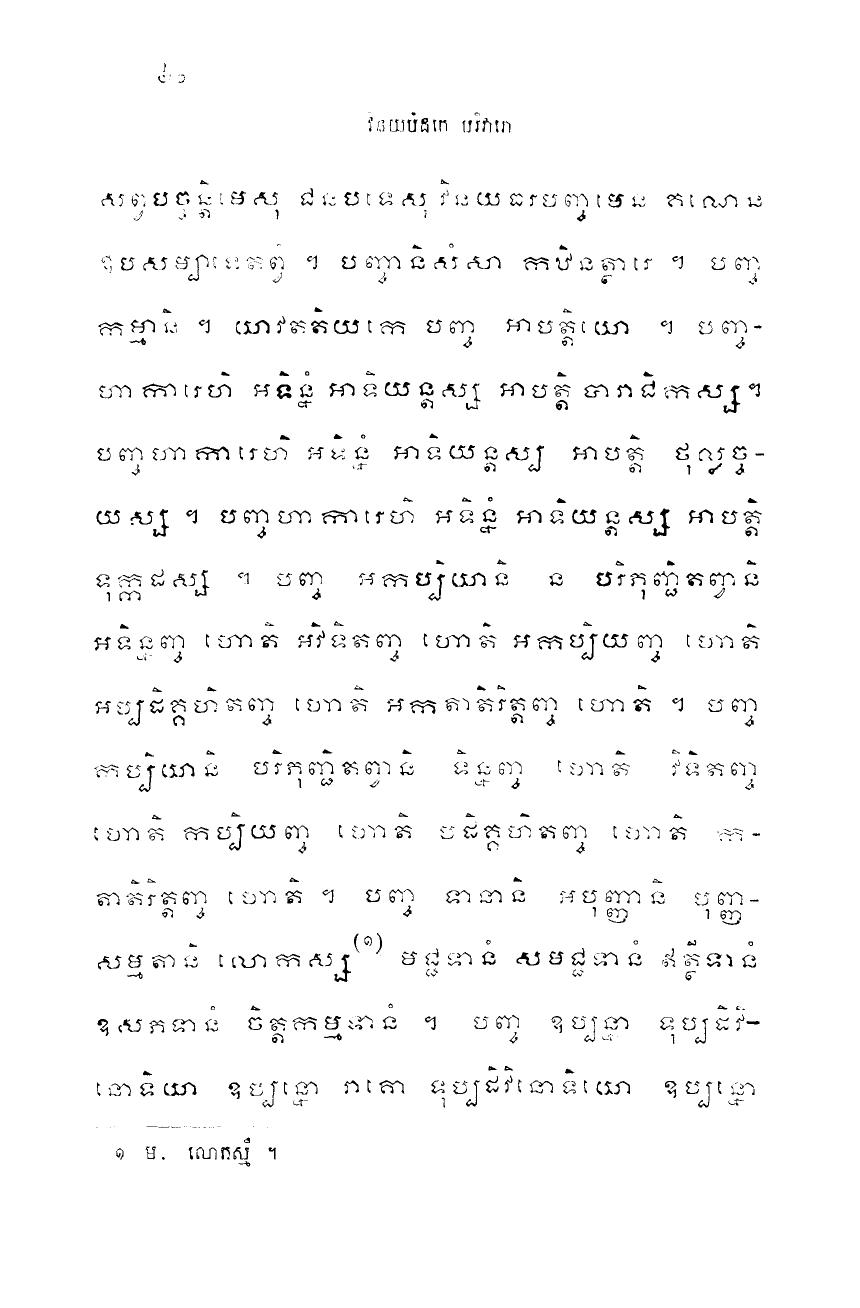 វិនយបិដកេ បរិវារោ
សព្វបច្ចន្តិមេសុ ជនបទេសុ វិនយធរបញ្ចមេន គណេន
ឧបសម្បាទេតព្វំ ។ បញ្ចានិសំសា កឋិនត្ថារេ ។ បញ្ច
កម្មានិ ។ យាវតតិយកេ បញ្ច អាបត្តិយោ ។ បញ្ច-
ហាការេហិ អទិន្នំ អាទិយន្តស្ស អាបត្តិ បារាជិកស្ស។
បញ្ចហាការេហិ អទិន្នំ អាទិយន្តស្ស អាបត្តិ ថុល្លច្ច-
យស្ស ។ បញ្ចហាការេហិ អទិន្នំ អាទិយន្តស្ស អាបត្តិ
ទុក្កដស្ស ។ បញ្ច អកប្បិយានិ ន បរិភុញ្ជិតព្វានិ
អទិន្នញ្ច ហោតិ អវិទិតញ្ច ហោតិ អកប្បិយញ្ច ហោតិ
អប្បដិគ្គហិតញ្ច ហោតិ អកតាតិរិត្តញ្ច ហោតិ ។ បញ្ច
កប្បិយានិ បរិភុញ្ជិតព្វានិ ទិន្នញ្ច ហោតិ វិទិតញ្ច
ហោតិ កប្បិយញ្ច ហោតិ បដិគ្គហិតញ្ច ហោតិ ក-
តាតិរិត្តញ្ច ហោតិ ។ បញ្ច ទានានិ អបុញ្ញានិ បុញ្ញ-
សម្មតានិ លោកស្ស(១) មជ្ជទានំ សមជ្ជទានំ ឥត្ថីទានំ
ឧសភទានំ ចិត្តកម្មទានំ ។ បញ្ច ឧប្បន្នា ទុប្បដិវិ-
នោទិយា ឧប្បន្នោ រាគោ ទុប្បដិវិនោទិយោ ឧប្បន្នោ
១ ម. លោកស្មឹ ។